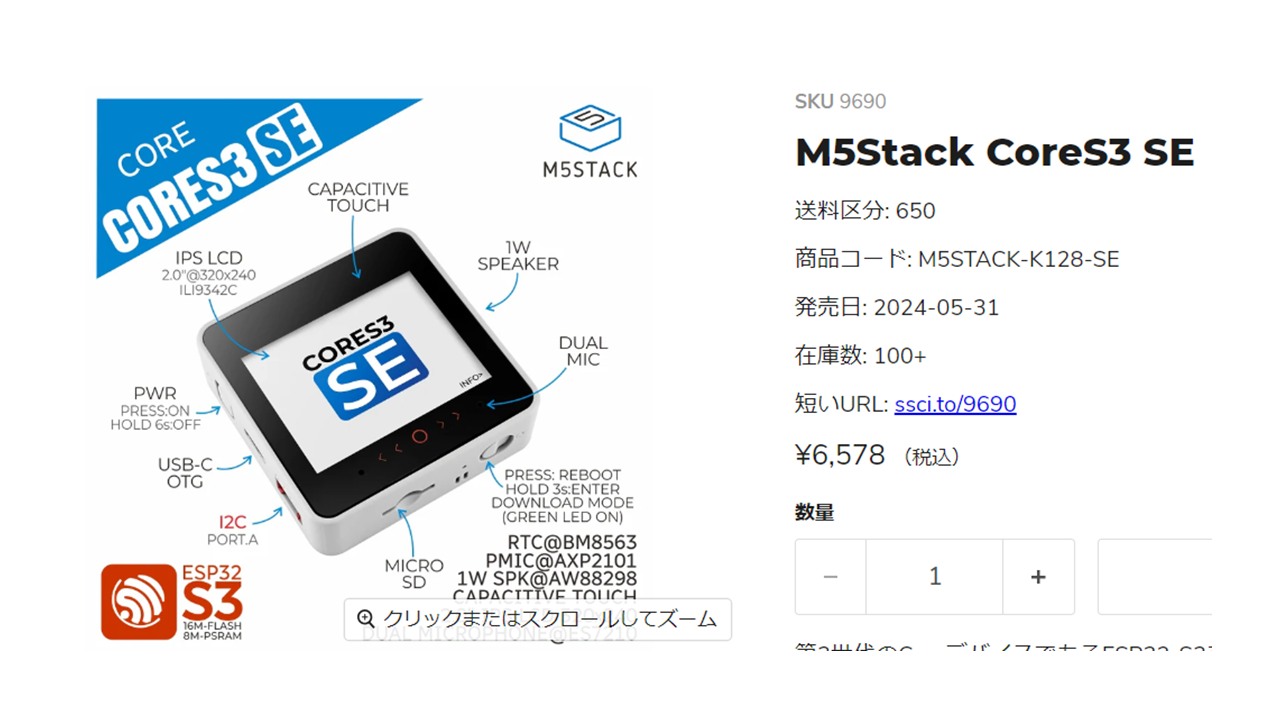 CORE
CORES3 SE
5
M5STACK
CAPACITIVE
TOUCH
IPS LCD
2.0"@320x240
ILI9342C
1W
SPEAKER
CORES3
SE
INFO>
DUAL
MIC
PWR
PRESS:ON
HOLD 6s:OFF
USB-C
OTG
I2C
PORT.A
MICRO
SD
PRESS: REBOOT
HOLD 3s:ENTER
DOWNLOAD MODE
(GREEN LED ON)
RTC@BM8563
PMIC@AXP2101
1W SPK@AW88298
CAPACITIVE TOUCH
DUAL MICROPHONE@ES7210
ESP32
S3
16M-FLASH
8M-PSRAM
クリックまたはスクロールしてズーム
SKU 9690
M5Stack CoreS3 SE
送料区分: 650
商品コード: M5STACK-K128-SE
発売日: 2024-05-31
在庫数: 100+
短いURL: ssci.to/9690
¥6,578 （税込）
数量
− 1 +